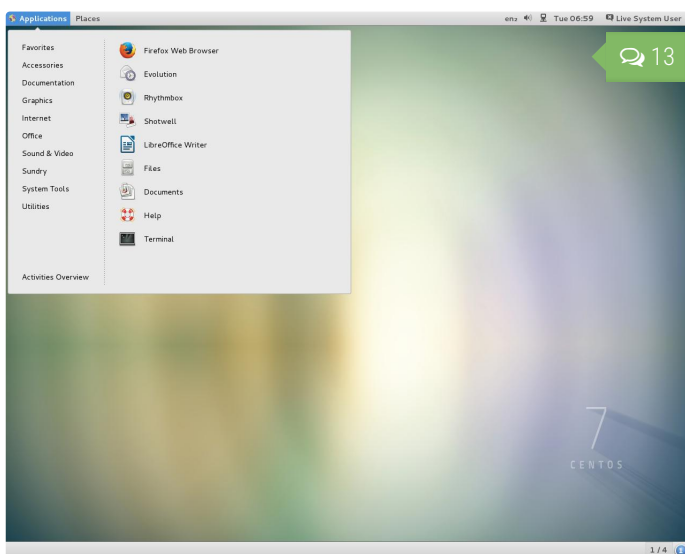 Applications Places en₂ Tue 06:59 Live System User
13
Favorites
Accessories
Documentation
Graphics
Internet
Office
Sound & Video
Sundry
System Tools
Utilities
Activities Overview
Firefox Web Browser
Evolution
Rhythmbox
Shotwell
LibreOffice Writer
Files
Documents
Help
Terminal
7
CENTOS
1 / 4